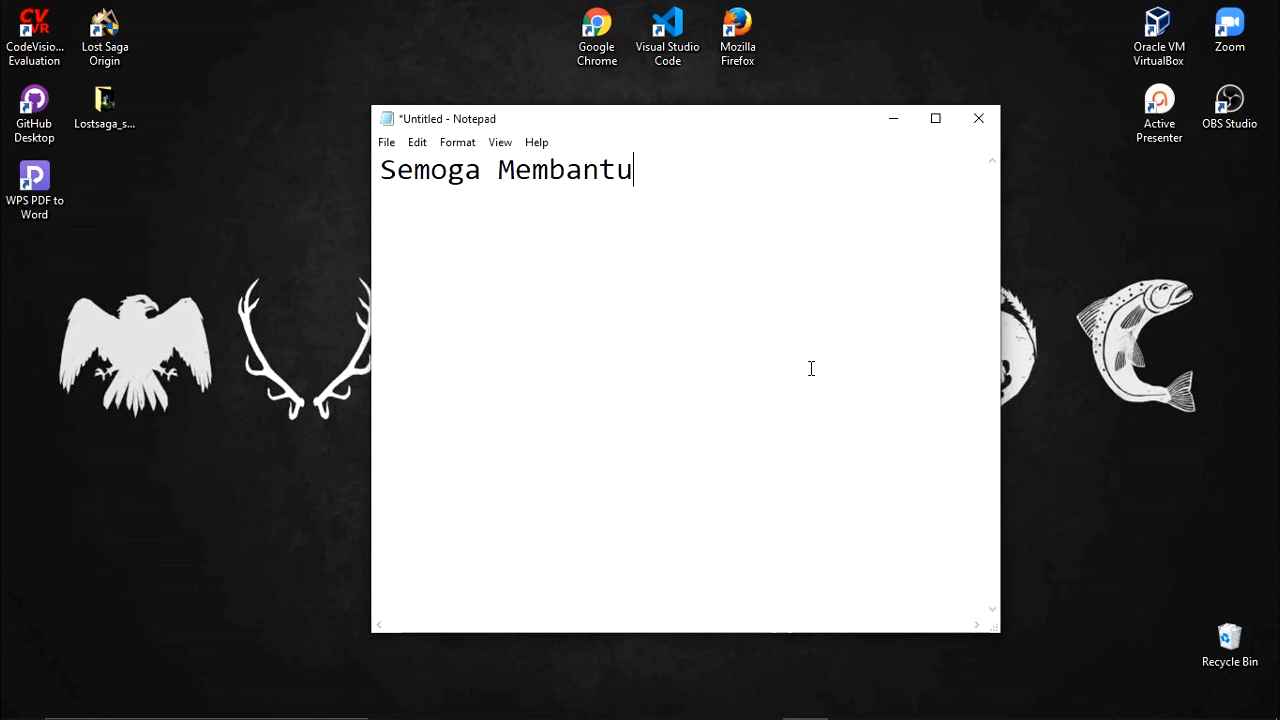 CodeVisio...
Evaluation
Lost Saga
Origin
Google
Chrome
Visual Studio
Code
Mozilla
Firefox
Oracle VM
VirtualBox
Zoom
GitHub
Desktop
Lostsaga_s...
Active
Presenter
OBS Studio
WPS PDF to
Word
*Untitled - Notepad
File Edit Format View Help
Semoga Membantu
Recycle Bin